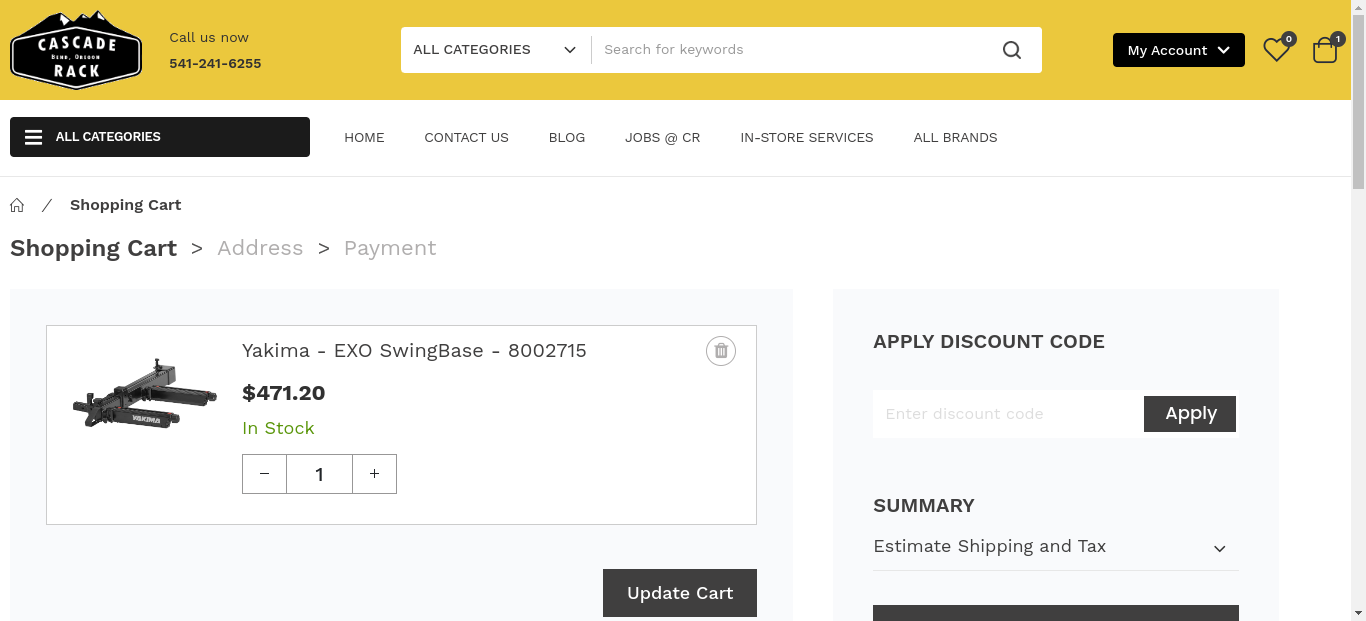 CASCADE
BEND, OREGON
RACK
Call us now
541-241-6255
ALL CATEGORIES
Search for keywords
My Account
0
1
ALL CATEGORIES
HOME
CONTACT US
BLOG
JOBS @ CR
IN-STORE SERVICES
ALL BRANDS
/ Shopping Cart
Shopping Cart > Address > Payment
Yakima - EXO SwingBase - 8002715
YAKIMA
$471.20
In Stock
− 1 +
Update Cart
APPLY DISCOUNT CODE
Enter discount code
Apply
SUMMARY
Estimate Shipping and Tax